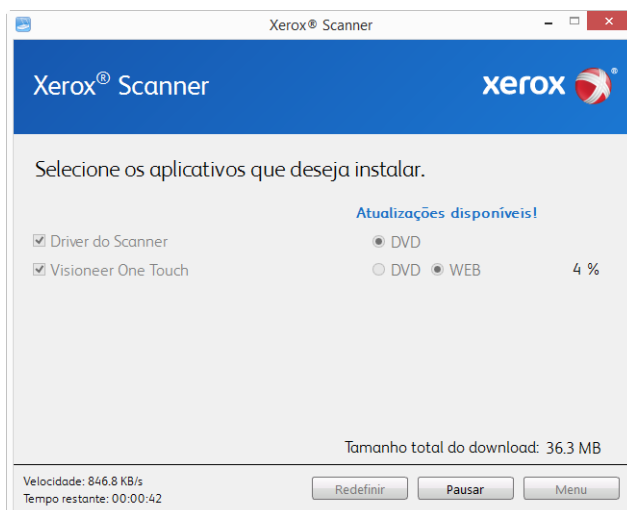 Xerox® Scanner
Xerox® Scanner
xerox®
Selecione os aplicativos que deseja instalar.
Atualizações disponíveis!
Driver do Scanner DVD
Visioneer One Touch DVD WEB 4 %
Tamanho total do download: 36.3 MB
Velocidade: 846.8 KB/s
Tempo restante: 00:00:42
Redefinir Pausar Menu